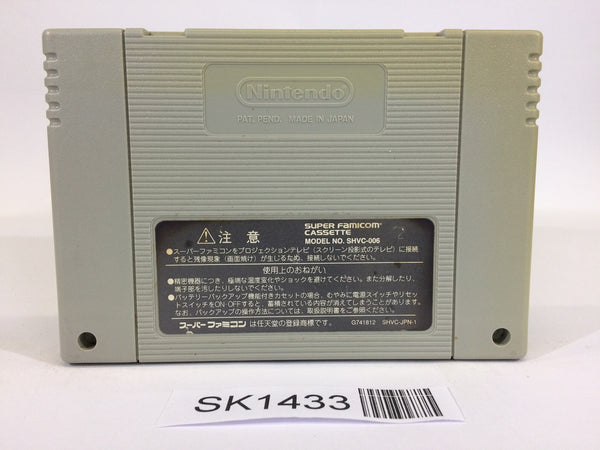 Nintendo
PAT. PEND. MADE IN JAPAN
⚠注意
SUPER FAMICOM™
CASSETTE
MODEL NO. SHVC-006
●スーパーファミコンをプロジェクションテレビ(スクリーン投影式のテレビ)に接続
すると残像現象(画面焼け)が生じるため、接続しないでください。
使用上のおねがい
●精密機器につき、極端な温度変化やショックを避けてください。また分解したり、
端子部を汚したりしないでください。
●バッテリーバックアップ機能付きカセットの場合、むやみに電源スイッチやリセッ
トスイッチをON OFFすると、蓄積されている内容が消えてしまうことがあります。
なお、バックアップの操作方法については、取扱説明書をご参照ください。
スーパーファミコンは任天堂の登録商標です。
G741812 SHVC-JPN-1
SK1433